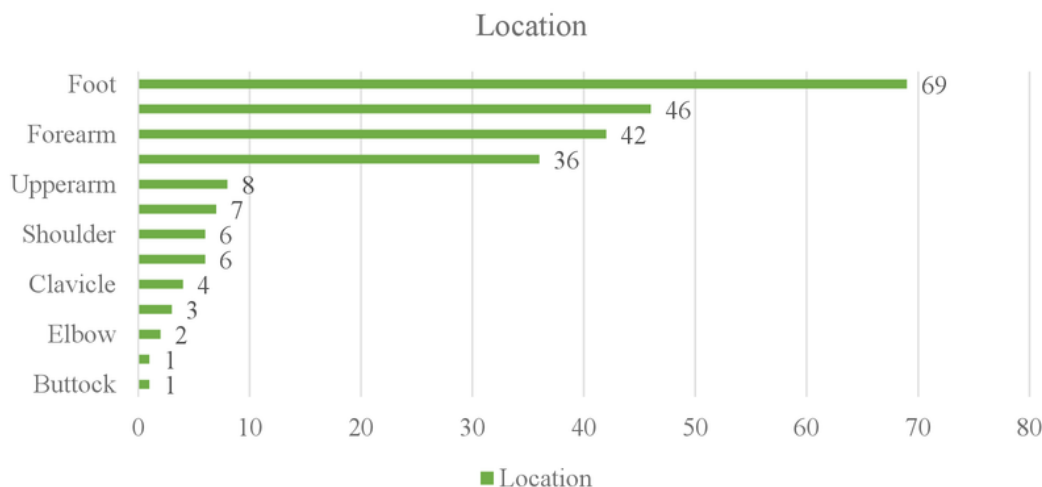 Location
Foot 69
46
Forearm 42
36
Upperarm 8
7
Shoulder 6
6
Clavicle 4
3
Elbow 2
1
Buttock 1
0 10 20 30 40 50 60 70 80
Location